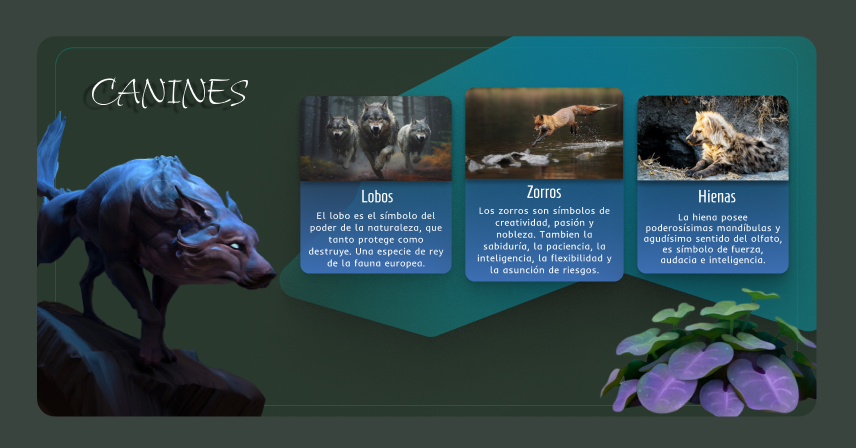 CANINES
Lobos
El lobo es el símbolo del
poder de la naturaleza, que
tanto protege como
destruye. Una especie de rey
de la fauna europea.
Zorros
Los zorros son símbolos de
creatividad, pasión y
nobleza. Tambien la
sabiduría, la paciencia, la
inteligencia, la flexibilidad y
la asunción de riesgos.
Hienas
La hiena posee
poderosísimas mandíbulas y
agudísimo sentido del olfato,
es símbolo de fuerza,
audacia e inteligencia.